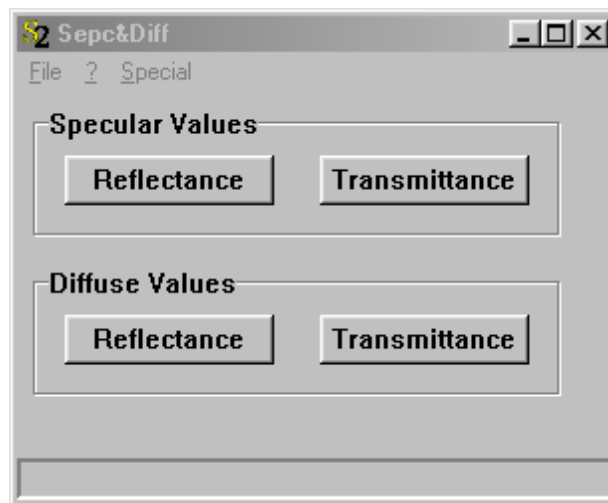 S2 Sepc&Diff
File ? Special
Specular Values
Reflectance Transmittance
Diffuse Values
Reflectance Transmittance